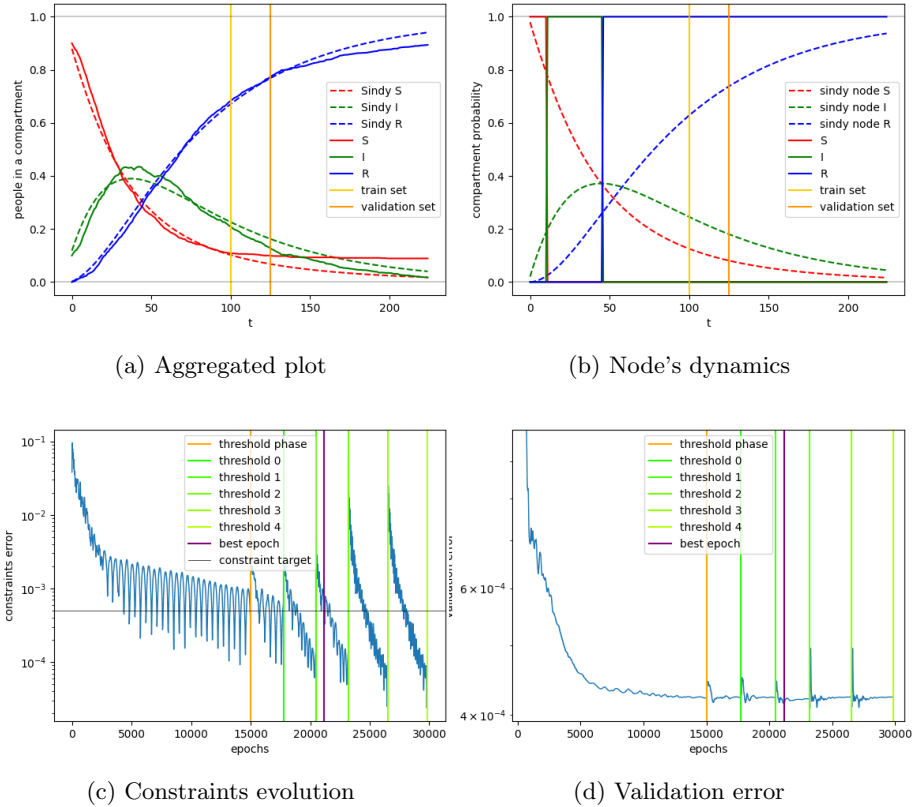 1.0
0.8
0.6
0.4
0.2
0.0
people in a compartment
Sindy S
Sindy I
Sindy R
S
I
R
train set
validation set
0 50 100 150 200
t
(a) Aggregated plot
1.0
0.8
0.6
0.4
0.2
0.0
compartment probability
sindy node S
sindy node I
sindy node R
S
I
R
train set
validation set
0 50 100 150 200
t
(b) Node's dynamics
10⁻¹
10⁻²
10⁻³
10⁻⁴
constraints error
threshold phase
threshold 0
threshold 1
threshold 2
threshold 3
threshold 4
best epoch
constraint target
0 5000 10000 15000 20000 25000 30000
epochs
(c) Constraints evolution
6 × 10⁻⁴
4 × 10⁻⁴
validation error
threshold phase
threshold 0
threshold 1
threshold 2
threshold 3
threshold 4
best epoch
0 5000 10000 15000 20000 25000 30000
epochs
(d) Validation error